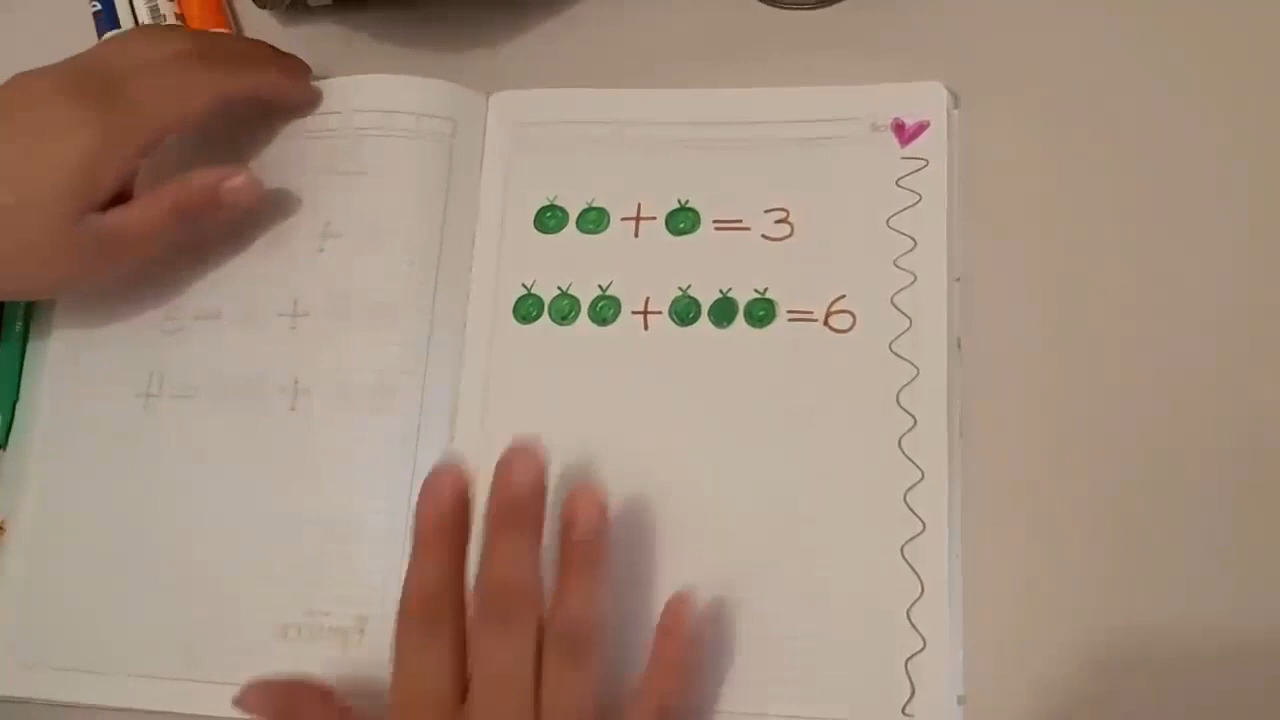 + = 3
+ = 6